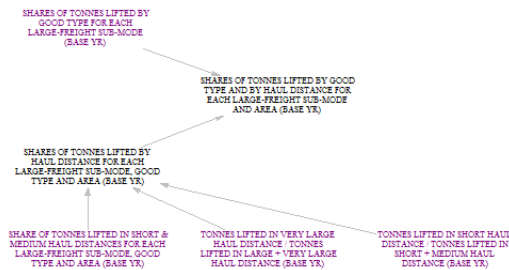 SHARES OF TONNES LIFTED BY
GOOD TYPE FOR EACH
LARGE-FREIGHT SUB-MODE
(BASE YR)
SHARES OF TONNES LIFTED BY GOOD
TYPE AND BY HAUL DISTANCE FOR
EACH LARGE-FREIGHT SUB-MODE
AND AREA (BASE YR)
SHARES OF TONNES LIFTED BY
HAUL DISTANCE FOR EACH
LARGE-FREIGHT SUB-MODE, GOOD
TYPE AND AREA (BASE YR)
SHARE OF TONNES LIFTED IN SHORT &
MEDIUM HAUL DISTANCES FOR EACH
LARGE-FREIGHT SUB-MODE, GOOD
TYPE AND AREA (BASE YR)
TONNES LIFTED IN VERY LARGE
HAUL DISTANCE / TONNES
LIFTED IN LARGE + VERY LARGE
HAUL DISTANCE (BASE YR)
TONNES LIFTED IN SHORT HAUL
DISTANCE / TONNES LIFTED IN
SHORT + MEDIUM HAUL
DISTANCE (BASE YR)